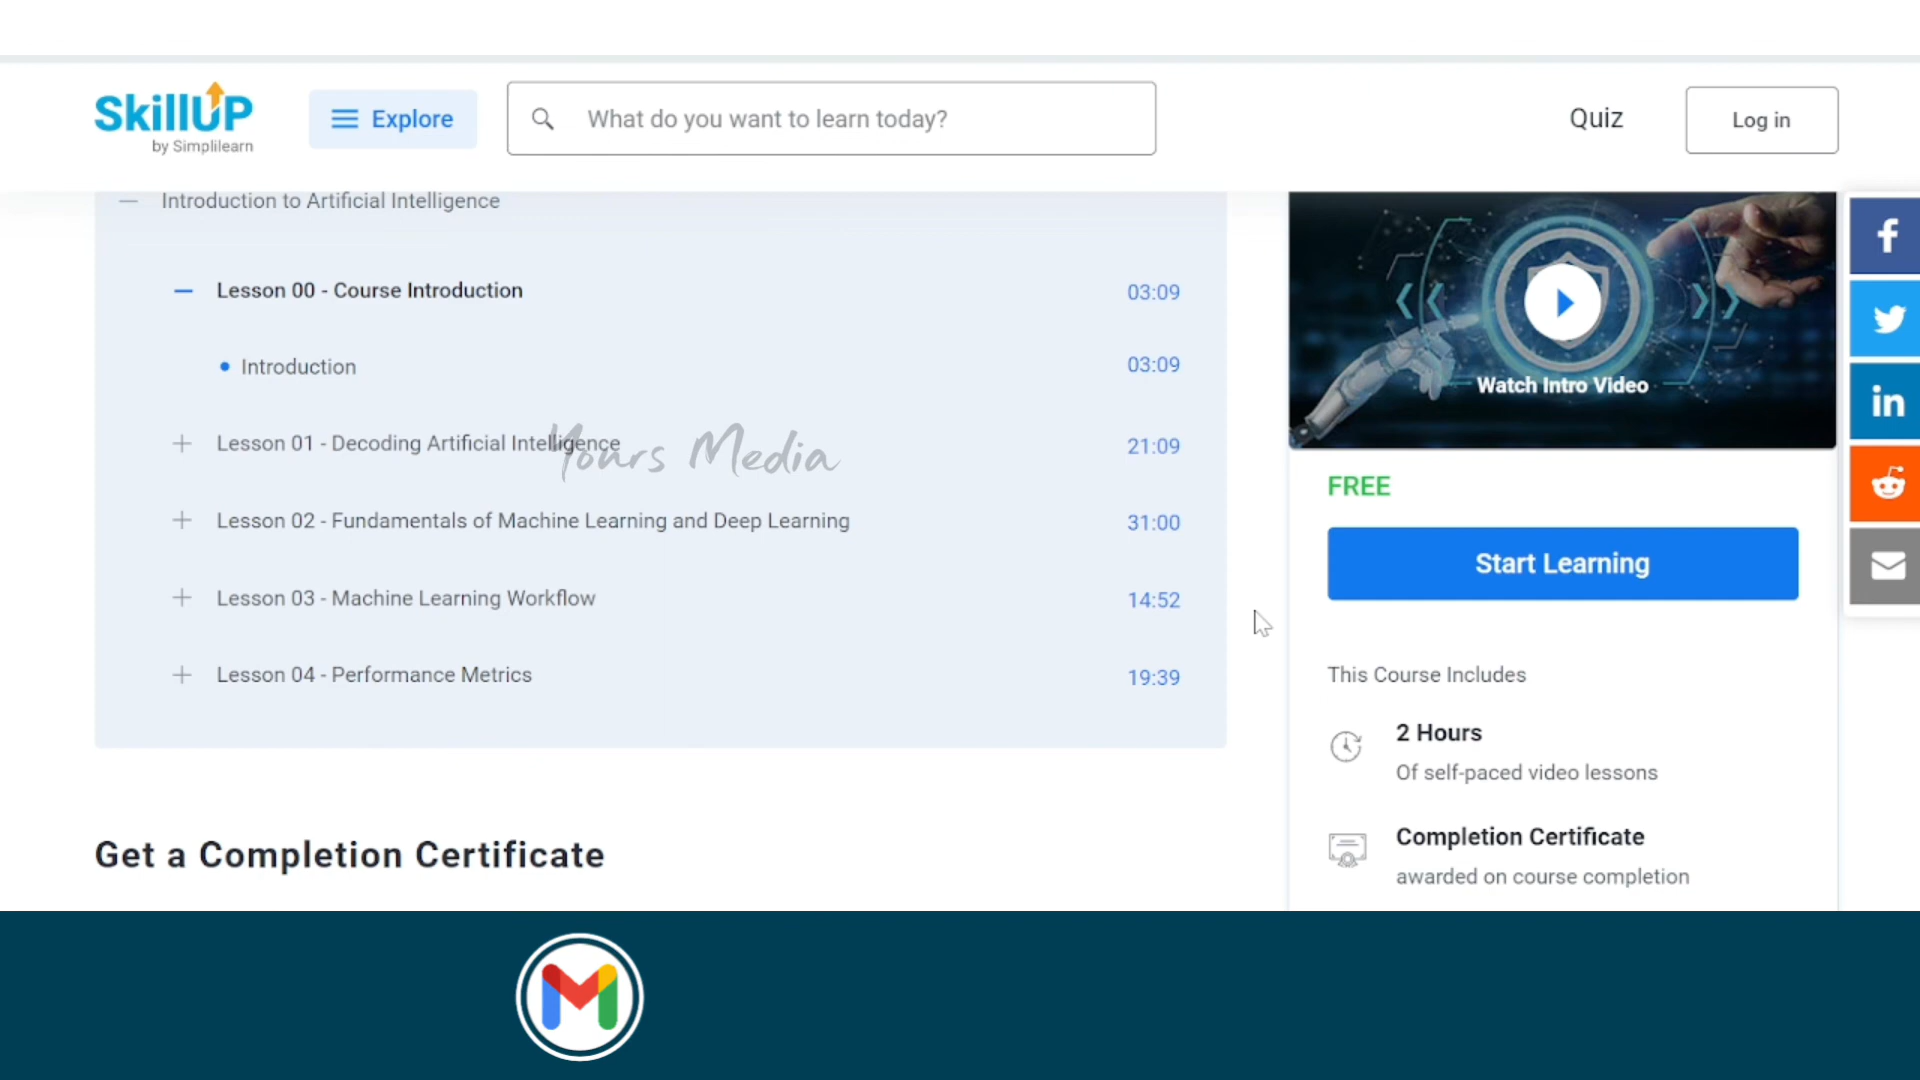 SkillUP
by Simplilearn
Explore
What do you want to learn today?
Quiz
Log in
Introduction to Artificial Intelligence
Lesson 00 - Course Introduction 03:09
Introduction 03:09
Lesson 01 - Decoding Artificial Intelligence 21:09
Yours Media
Lesson 02 - Fundamentals of Machine Learning and Deep Learning 31:00
Lesson 03 - Machine Learning Workflow 14:52
Lesson 04 - Performance Metrics 19:39
Get a Completion Certificate
Watch Intro Video
FREE
Start Learning
This Course Includes
2 Hours
Of self-paced video lessons
Completion Certificate
awarded on course completion